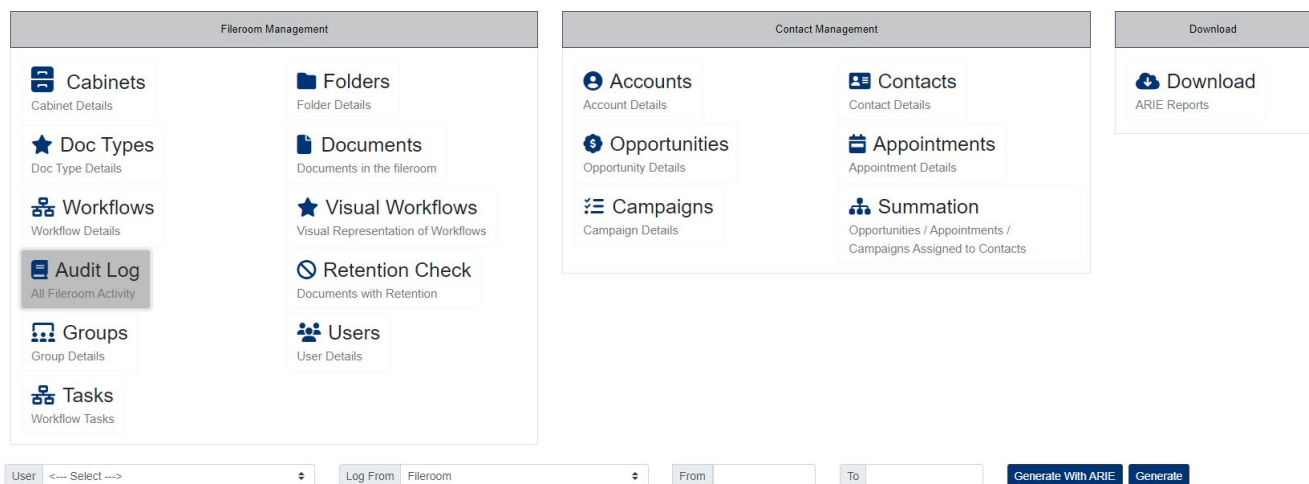 Fileroom Management
Cabinets
Cabinet Details
Folders
Folder Details
Doc Types
Doc Type Details
Documents
Documents in the fileroom
Workflows
Workflow Details
Visual Workflows
Visual Representation of Workflows
Audit Log
All Fileroom Activity
Retention Check
Documents with Retention
Groups
Group Details
Users
User Details
Tasks
Workflow Tasks
Contact Management
Accounts
Account Details
Contacts
Contact Details
Opportunities
Opportunity Details
Appointments
Appointment Details
Campaigns
Campaign Details
Summation
Opportunities / Appointments /
Campaigns Assigned to Contacts
Download
Download
ARIE Reports
User <--- Select ---> Log From Fileroom From To Generate With ARIE Generate